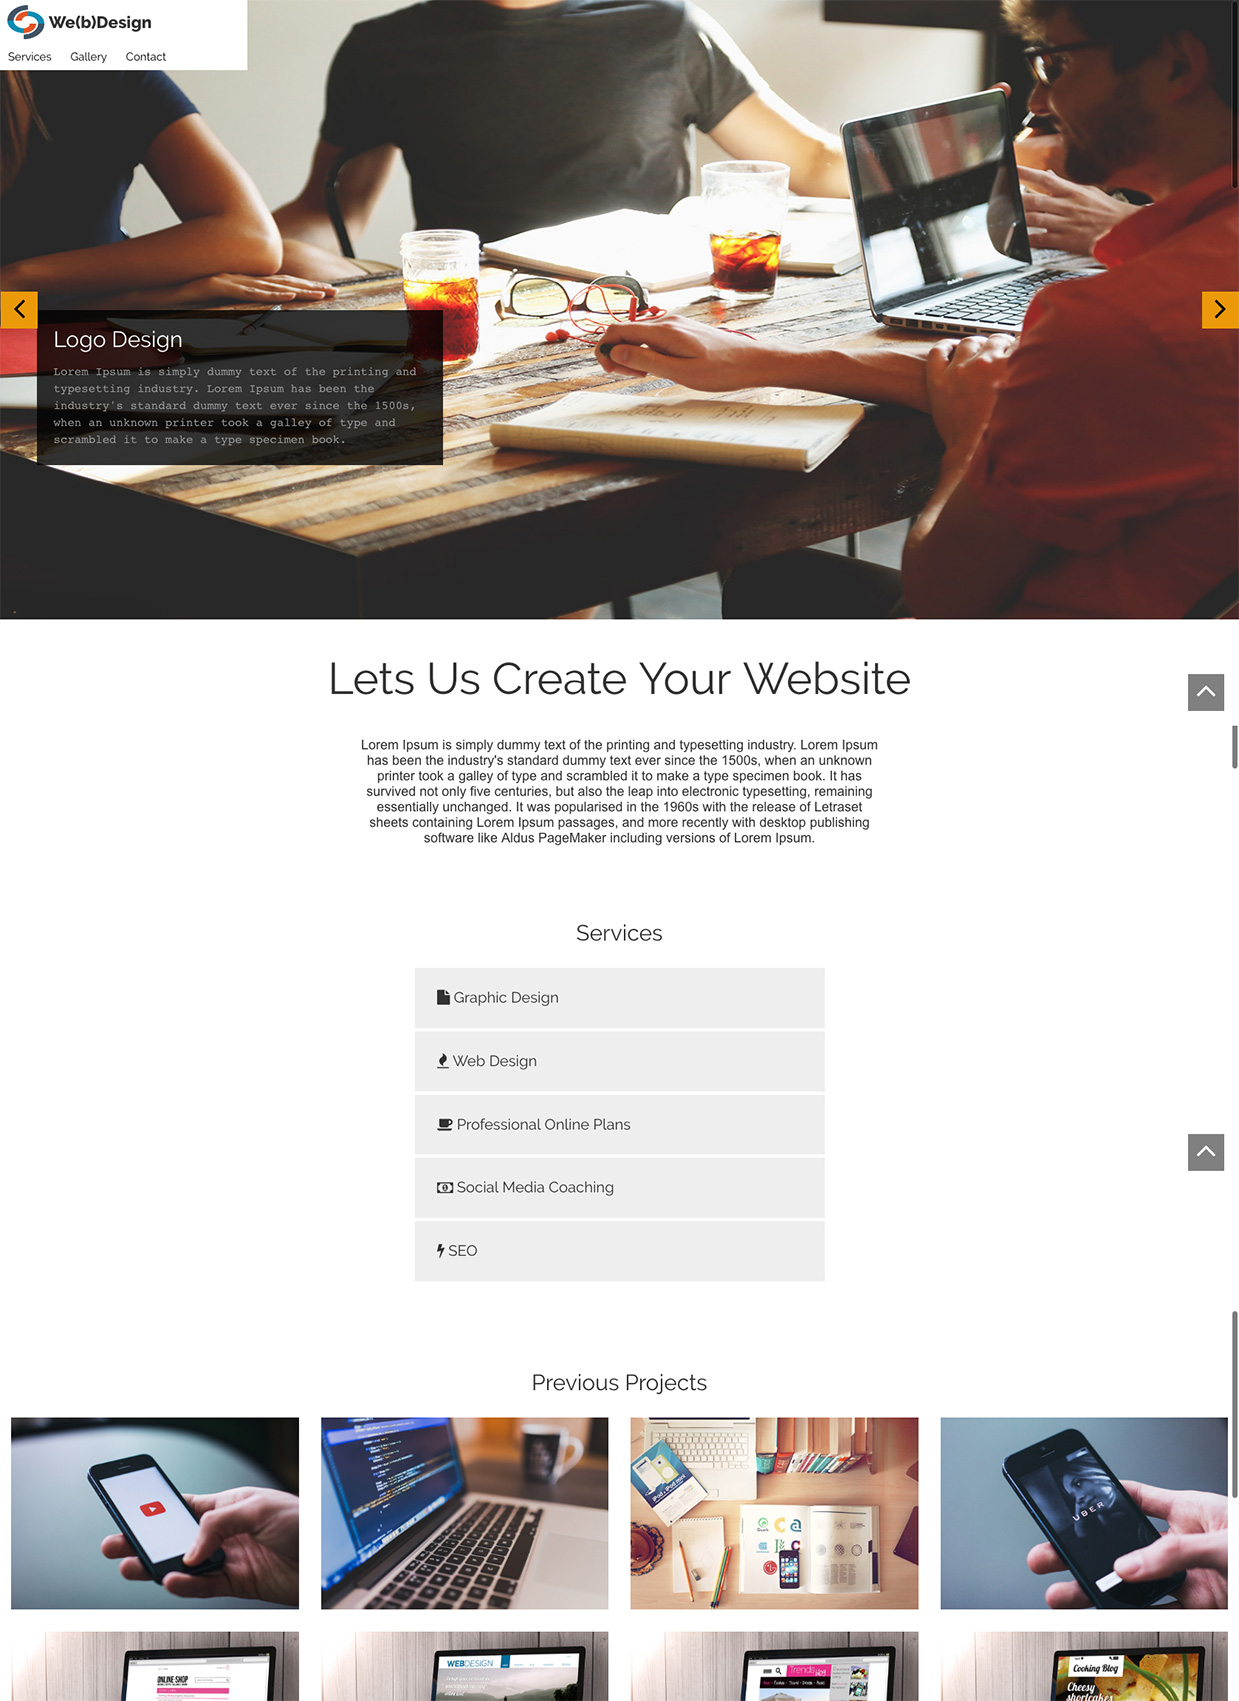 We(b)Design
Services Gallery Contact
Logo Design
Lorem Ipsum is simply dummy text of the printing and
typesetting industry. Lorem Ipsum has been the
industry's standard dummy text ever since the 1500s,
when an unknown printer took a galley of type and
scrambled it to make a type specimen book.
Lets Us Create Your Website
Lorem Ipsum is simply dummy text of the printing and typesetting industry. Lorem Ipsum
has been the industry's standard dummy text ever since the 1500s, when an unknown
printer took a galley of type and scrambled it to make a type specimen book. It has
survived not only five centuries, but also the leap into electronic typesetting, remaining
essentially unchanged. It was popularised in the 1960s with the release of Letraset
sheets containing Lorem Ipsum passages, and more recently with desktop publishing
software like Aldus PageMaker including versions of Lorem Ipsum.
Services
Graphic Design
Web Design
Professional Online Plans
Social Media Coaching
SEO
Previous Projects
UBER
ONLINE-SHOP
WEBDESIGN
Trends
Cooking Blog
Cheesy
shortcakes